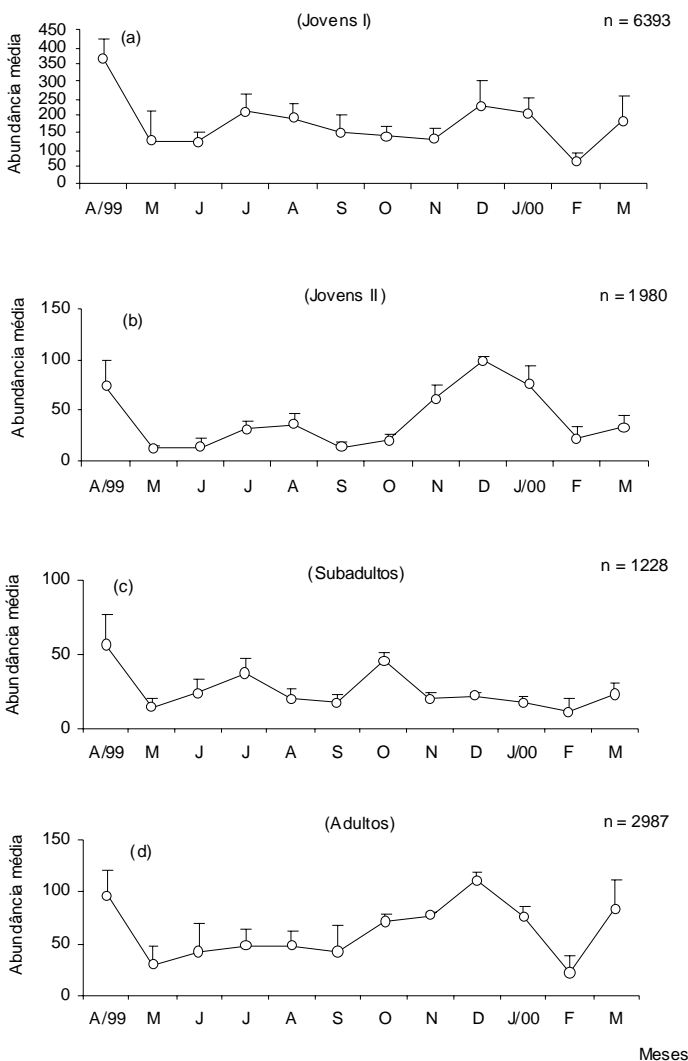 (Jovens I) n = 6393
(a)
Abundância média
450
400
350
300
250
200
150
100
50
0
A/99 M J J A S O N D J/00 F M
(Jovens II) n = 1980
(b)
Abundância média
150
100
50
0
A/99 M J J A S O N D J/00 F M
(Subadultos) n = 1228
(c)
Abundância média
100
50
0
A/99 M J J A S O N D J/00 F M
(Adultos) n = 2987
(d)
Abundância média
150
100
50
0
A/99 M J J A S O N D J/00 F M
Meses